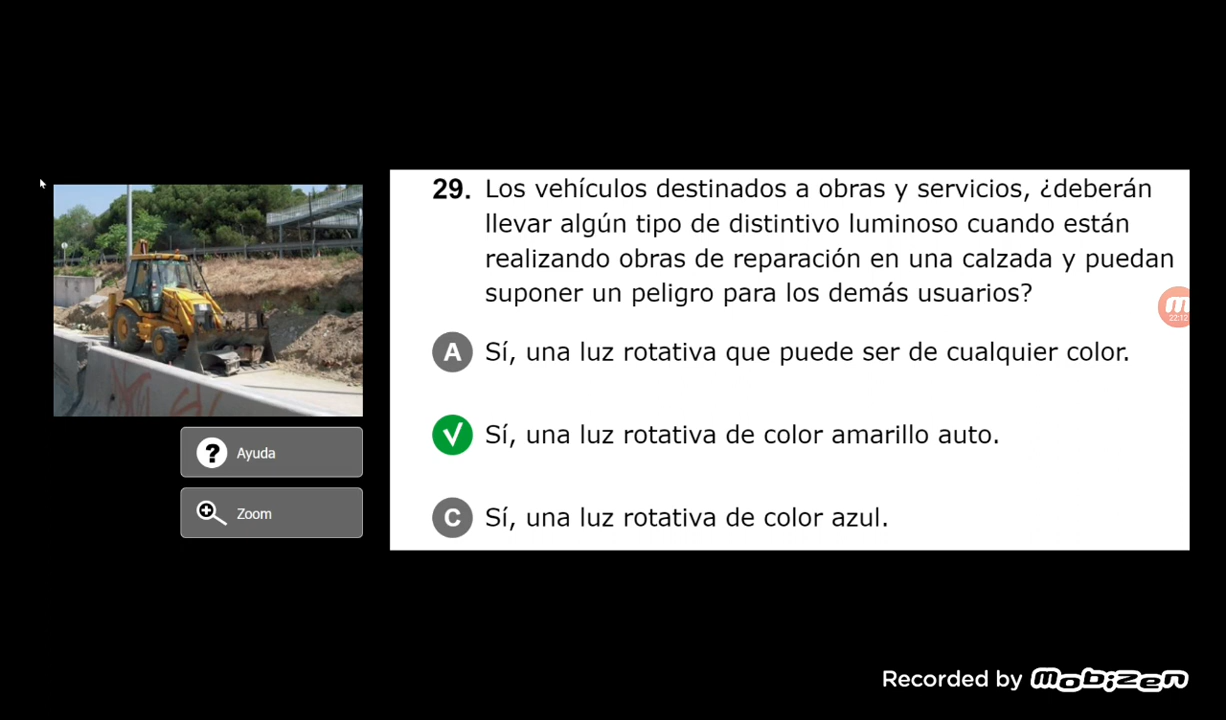 29. Los vehículos destinados a obras y servicios, ¿deberán
llevar algún tipo de distintivo luminoso cuando están
realizando obras de reparación en una calzada y puedan
suponer un peligro para los demás usuarios?
22:12
A Sí, una luz rotativa que puede ser de cualquier color.
√ Sí, una luz rotativa de color amarillo auto.
? Ayuda
Zoom
C Sí, una luz rotativa de color azul.
Recorded by mobizen